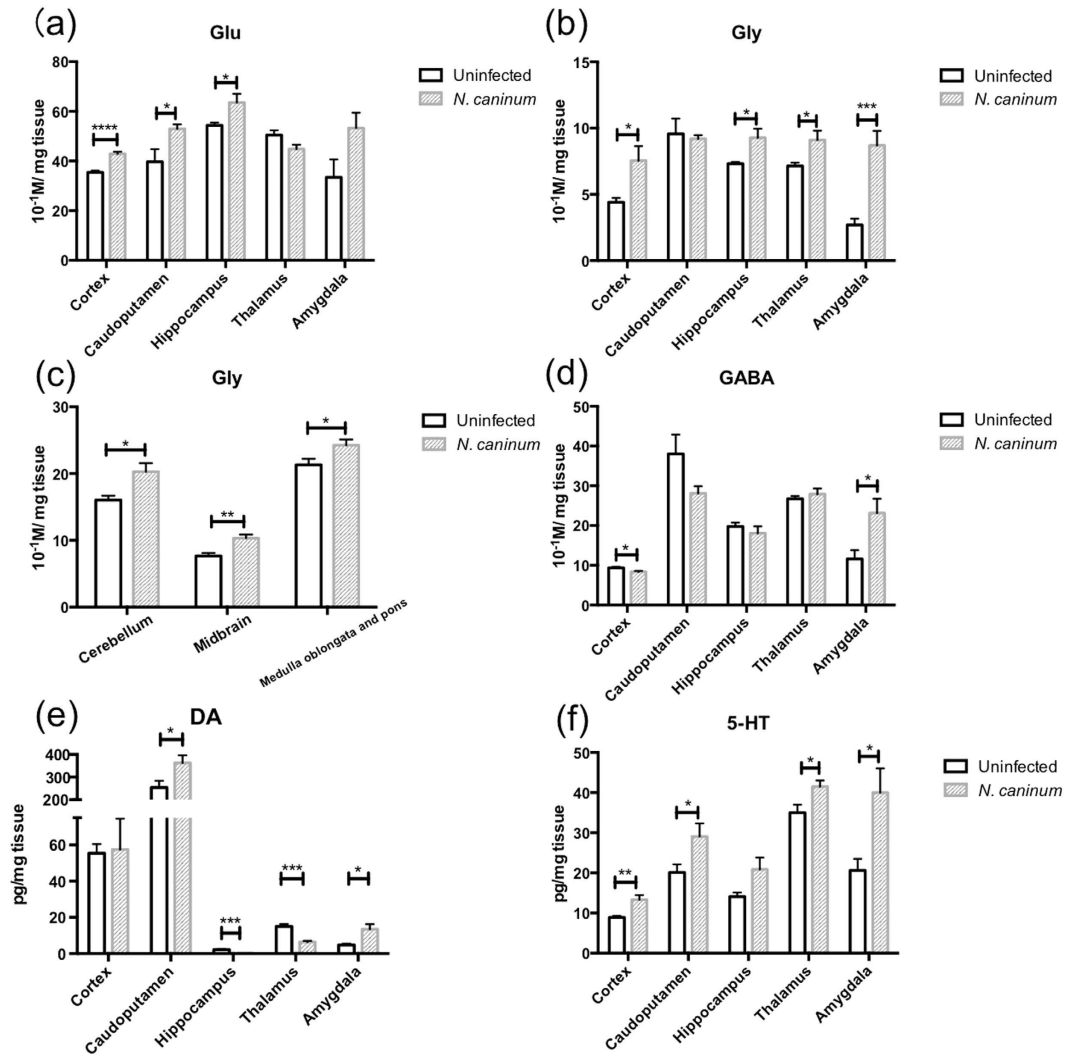 (a)
Glu
Uninfected
N. caninum
10⁻¹M/ mg tissue
80
60
40
20
0
****
*
*
Cortex
Caudoputamen
Hippocampus
Thalamus
Amygdala
(b)
Gly
Uninfected
N. caninum
10⁻¹M/ mg tissue
15
10
5
0
*
*
*
***
Cortex
Caudoputamen
Hippocampus
Thalamus
Amygdala
(c)
Gly
Uninfected
N. caninum
10⁻¹M/ mg tissue
30
20
10
0
*
**
*
Cerebellum
Midbrain
Medulla oblongata and pons
(d)
GABA
Uninfected
N. caninum
10⁻¹M/ mg tissue
50
40
30
20
10
0
*
*
Cortex
Caudoputamen
Hippocampus
Thalamus
Amygdala
(e)
DA
pg/mg tissue
400
300
200
60
40
20
0
*
***
***
*
Cortex
Caudoputamen
Hippocampus
Thalamus
Amygdala
(f)
5-HT
Uninfected
N. caninum
pg/mg tissue
50
40
30
20
10
0
**
*
*
*
Cortex
Caudoputamen
Hippocampus
Thalamus
Amygdala